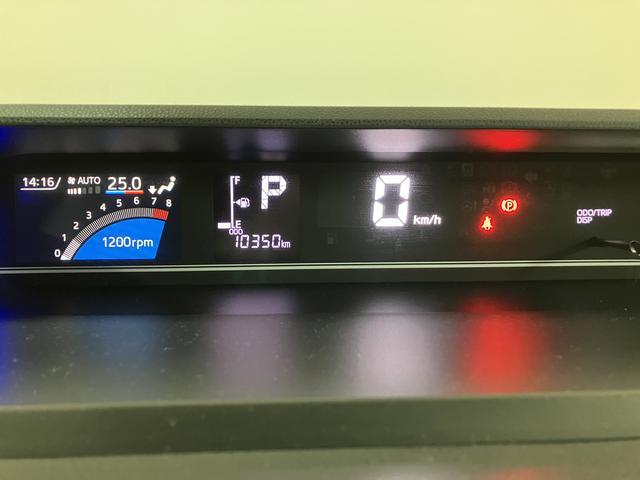 14:16/ AUTO 25.0
0 1 2 3 4 5 6 7 8
1200rpm
F
P
E
ODO
10350km
0 km/h
P
ODO/TRIP
DISP